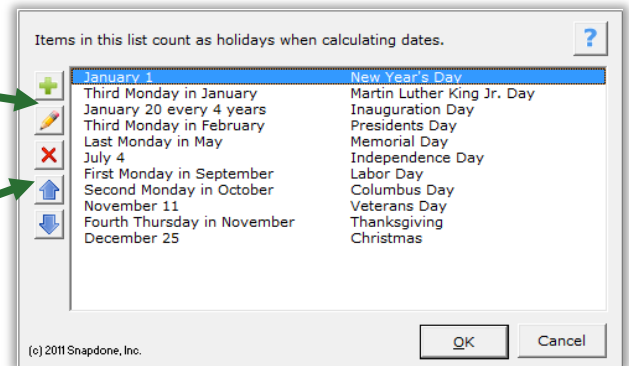 Items in this list count as holidays when calculating dates.
?
January 1 New Year's Day
Third Monday in January Martin Luther King Jr. Day
January 20 every 4 years Inauguration Day
Third Monday in February Presidents Day
Last Monday in May Memorial Day
July 4 Independence Day
First Monday in September Labor Day
Second Monday in October Columbus Day
November 11 Veterans Day
Fourth Thursday in November Thanksgiving
December 25 Christmas
OK Cancel
(c) 2011 Snapdone, Inc.